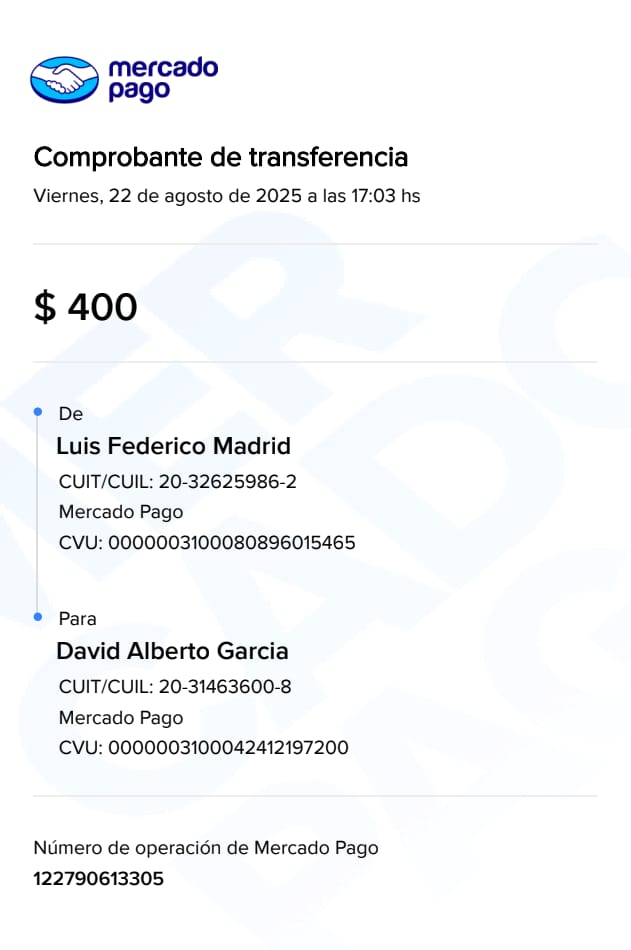 mercado
pago
Comprobante de transferencia
Viernes, 22 de agosto de 2025 a las 17:03 hs
$ 400
De
Luis Federico Madrid
CUIT/CUIL: 20-32625986-2
Mercado Pago
CVU: 0000003100080896015465
Para
David Alberto Garcia
CUIT/CUIL: 20-31463600-8
Mercado Pago
CVU: 0000003100042412197200
Número de operación de Mercado Pago
122790613305
MERCADO
PAGO